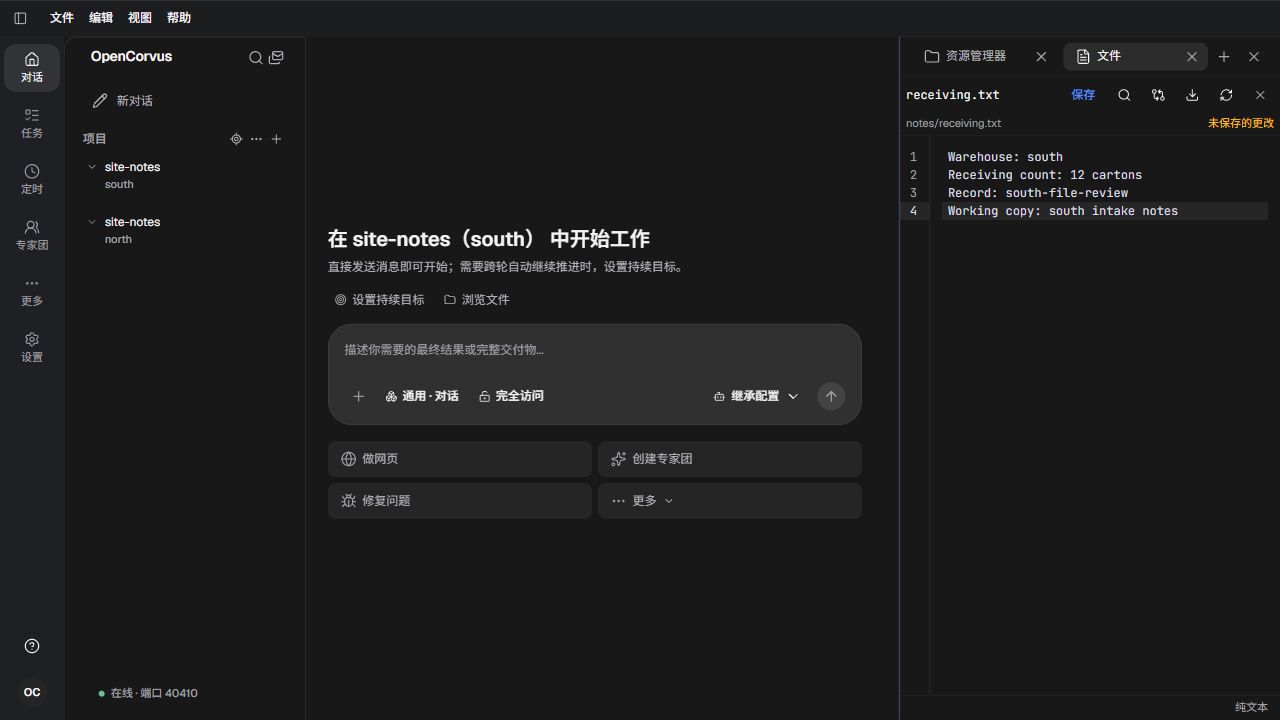 文件 编辑 视图 帮助
对话
任务
定时
专家团
更多
设置
OC
OpenCorvus
新对话
项目
site-notes
south
site-notes
north
在线 · 端口 40410
在 site-notes（south） 中开始工作
直接发送消息即可开始；需要跨轮自动继续推进时，设置持续目标。
设置持续目标 浏览文件
描述你需要的最终结果或完整交付物...
通用 · 对话 完全访问 继承配置
做网页 创建专家团
修复问题 更多
资源管理器 文件
receiving.txt 保存
notes/receiving.txt 未保存的更改
1 Warehouse: south
2 Receiving count: 12 cartons
3 Record: south-file-review
4 Working copy: south intake notes
纯文本